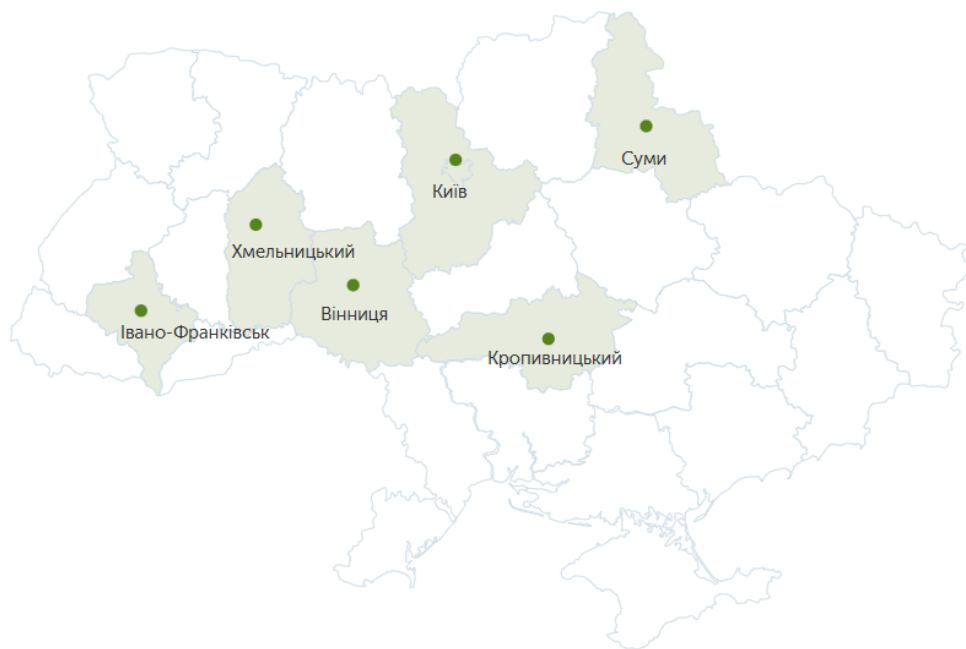 Суми
Київ
Хмельницький
Вінниця
Івано-Франківськ
Кропивницький